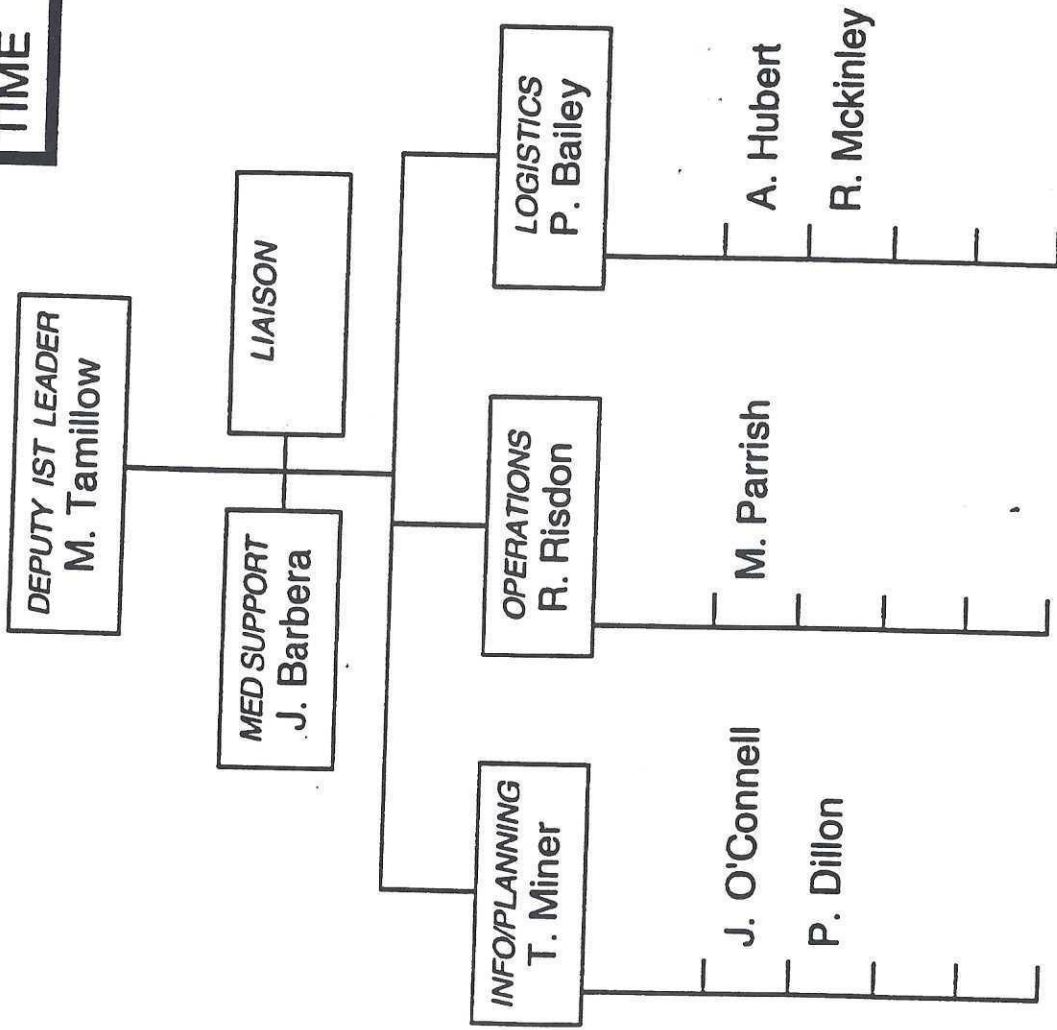 TIME
DEPUTY IST LEADER
M. Tamillow
MED SUPPORT
J. Barbera
LIAISON
INFO/PLANNING
T. Miner
OPERATIONS
R. Risdon
LOGISTICS
P. Bailey
J. O'Connell
P. Dillon
M. Parrish
A. Hubert
R. Mckinley